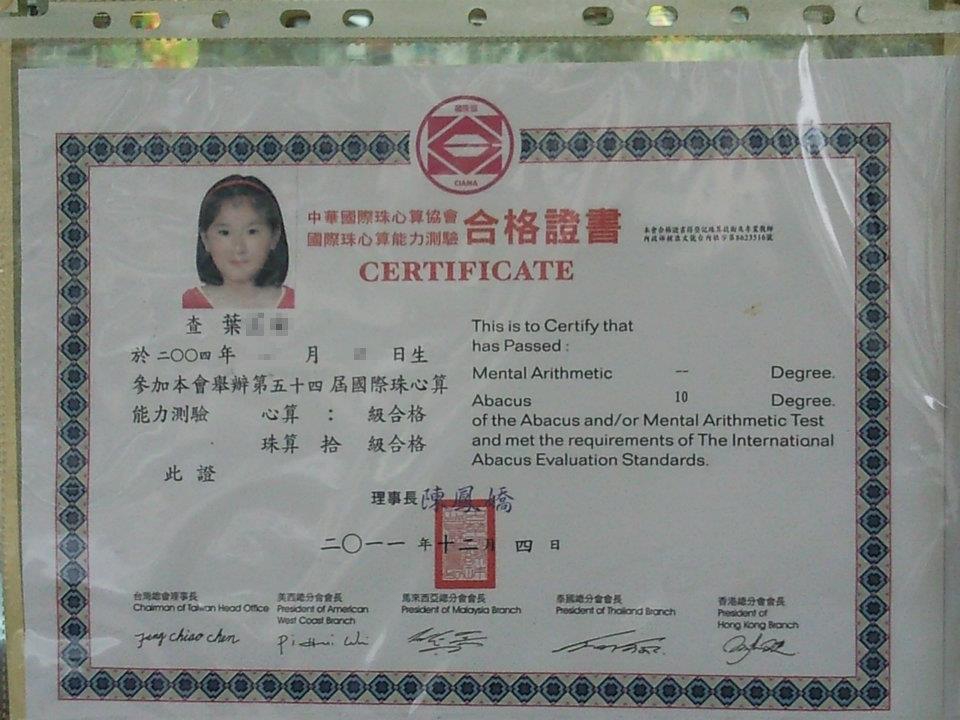 國際珠
CIAMA
中華國際珠心算協會
國際珠心算能力測驗
合格證書
CERTIFICATE
查 葉
於 二〇〇四 年 月 日生
參加本會舉辦第五十四屆國際珠心算
能力測驗 心算 : 級合格
珠算 拾 級合格
此 證
This is to Certify that
has Passed :
Mental Arithmetic -- Degree.
Abacus 10 Degree.
of the Abacus and/or Mental Arithmetic Test
and met the requirements of The International
Abacus Evaluation Standards.
理事長 陳鳳嬌
二〇一一 年 十二 月 四 日
台灣總會理事長
Chairman of Taiwan Head Office
美西總分會會長
President of American
West Coast Branch
馬來西亞總分會會長
President of Malaysia Branch
泰國總分會會長
President of Thailand Branch
香港總分會會長
President of
Hong Kong Branch